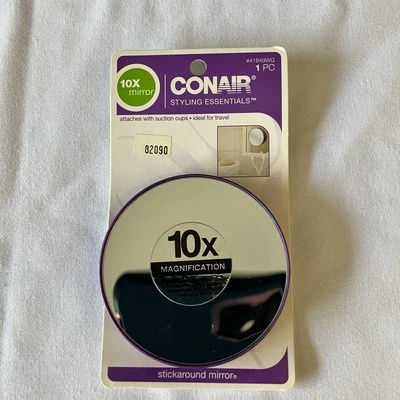 #41649WG
1 PC
10X
mirror
CONAIR®
STYLING ESSENTIALS™
attaches with suction cups • ideal for travel
82090
10x
MAGNIFICATION
stickaround mirror®